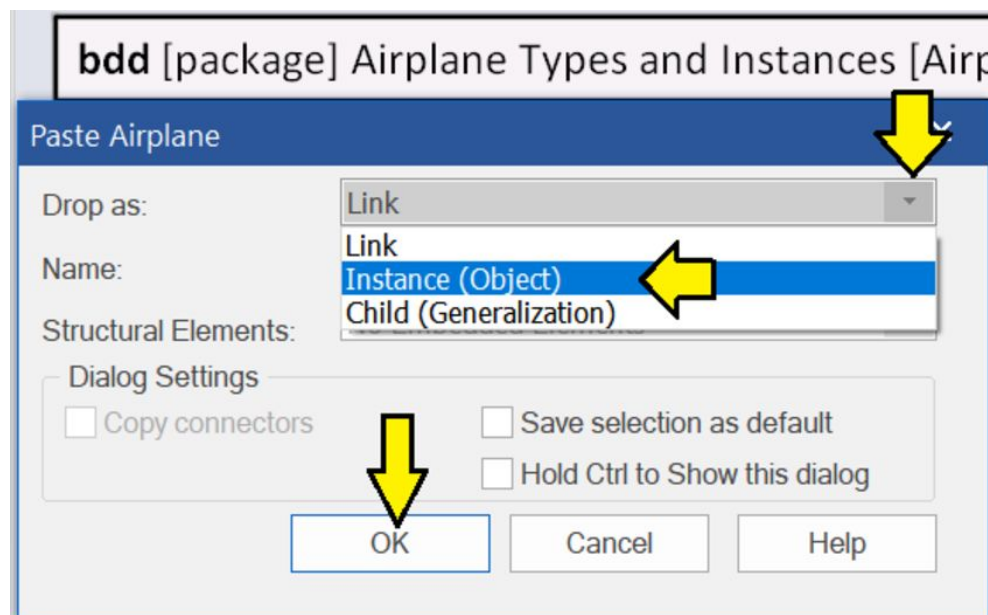 bdd [package] Airplane Types and Instances [Airp
Paste Airplane
Drop as: Link
Link
Name:
Instance (Object)
Child (Generalization)
Structural Elements:
Dialog Settings
Copy connectors
Save selection as default
Hold Ctrl to Show this dialog
OK Cancel Help